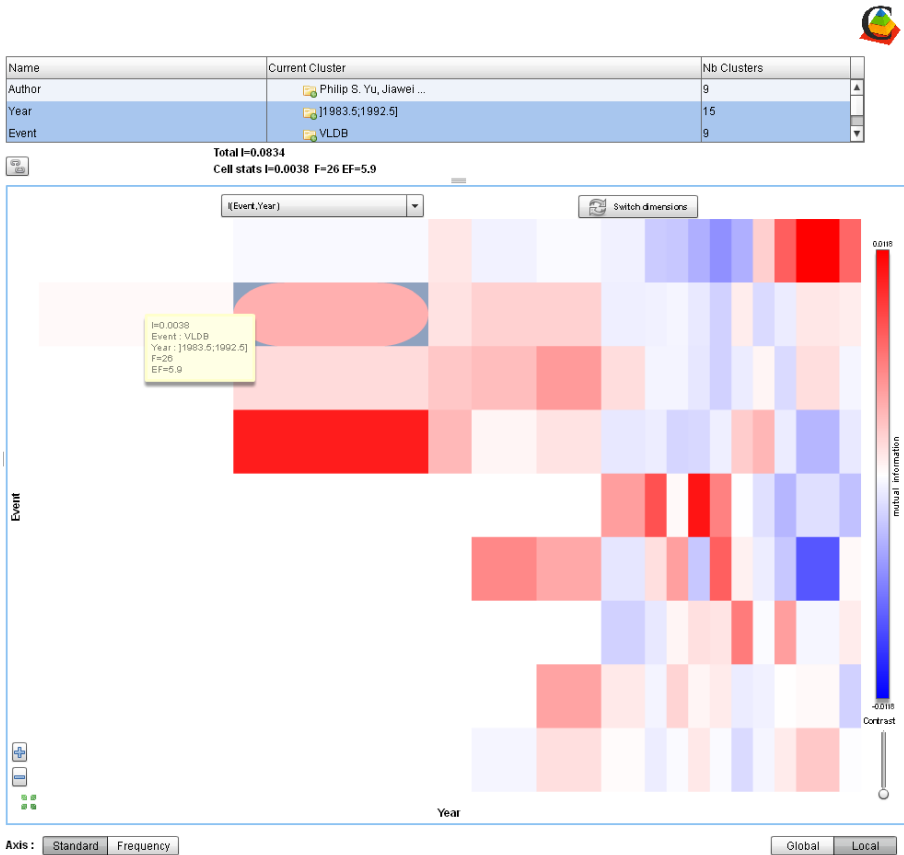 Name Current Cluster Nb Clusters
Author Philip S. Yu, Jiawei ... 9
Year ]1983.5;1992.5] 15
Event VLDB 9
Total I=0.0834
Cell stats I=0.0038 F=26 EF=5.9
I(Event,Year) Switch dimensions
0.0118
I=0.0038
Event : VLDB
Year : ]1983.5;1992.5]
F=26
EF=5.9
mutual information
Event
-0.0118
Contrast
Year
Axis : Standard Frequency Global Local